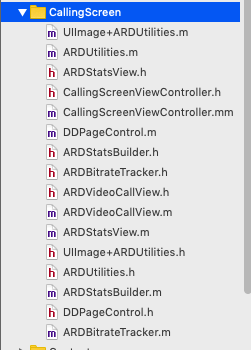 CallingScreen
UIImage+ARDUtilities.m
ARDUtilities.m
ARDStatsView.h
CallingScreenViewController.h
CallingScreenViewController.mm
DDPageControl.m
ARDStatsBuilder.h
ARDBitrateTracker.h
ARDVideoCallView.h
ARDVideoCallView.m
ARDStatsView.m
UIImage+ARDUtilities.h
ARDUtilities.h
ARDStatsBuilder.m
DDPageControl.h
ARDBitrateTracker.m